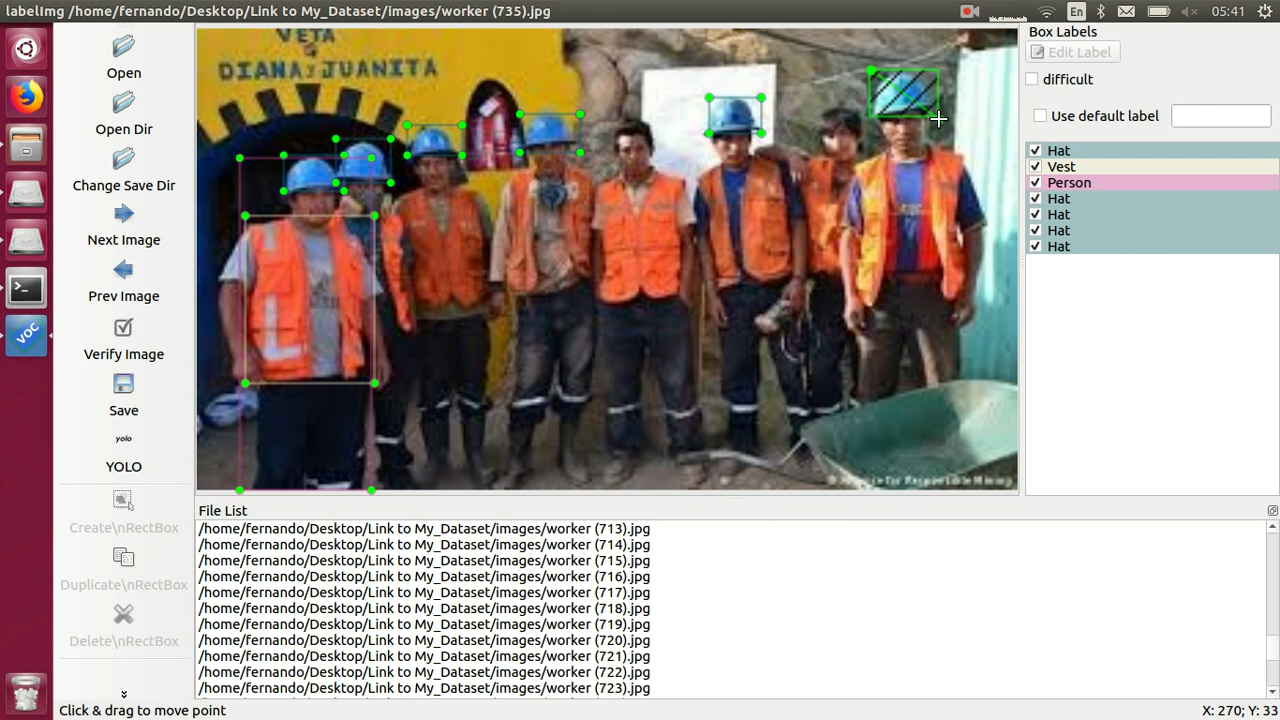 labelImg /home/fernando/Desktop/Link to My_Dataset/images/worker (735).jpg
En
05:41
Open
Open Dir
Change Save Dir
Next Image
Prev Image
Verify Image
Save
yolo
YOLO
Create\nRectBox
Duplicate\nRectBox
Delete\nRectBox
VOC
VETA
DIANA Y JUANITA
© Alliance for Responsible Mining
Box Labels
Edit Label
difficult
Use default label
Hat
Vest
Person
Hat
Hat
Hat
Hat
File List
/home/fernando/Desktop/Link to My_Dataset/images/worker (713).jpg
/home/fernando/Desktop/Link to My_Dataset/images/worker (714).jpg
/home/fernando/Desktop/Link to My_Dataset/images/worker (715).jpg
/home/fernando/Desktop/Link to My_Dataset/images/worker (716).jpg
/home/fernando/Desktop/Link to My_Dataset/images/worker (717).jpg
/home/fernando/Desktop/Link to My_Dataset/images/worker (718).jpg
/home/fernando/Desktop/Link to My_Dataset/images/worker (719).jpg
/home/fernando/Desktop/Link to My_Dataset/images/worker (720).jpg
/home/fernando/Desktop/Link to My_Dataset/images/worker (721).jpg
/home/fernando/Desktop/Link to My_Dataset/images/worker (722).jpg
/home/fernando/Desktop/Link to My_Dataset/images/worker (723).jpg
Click & drag to move point
X: 270; Y: 33